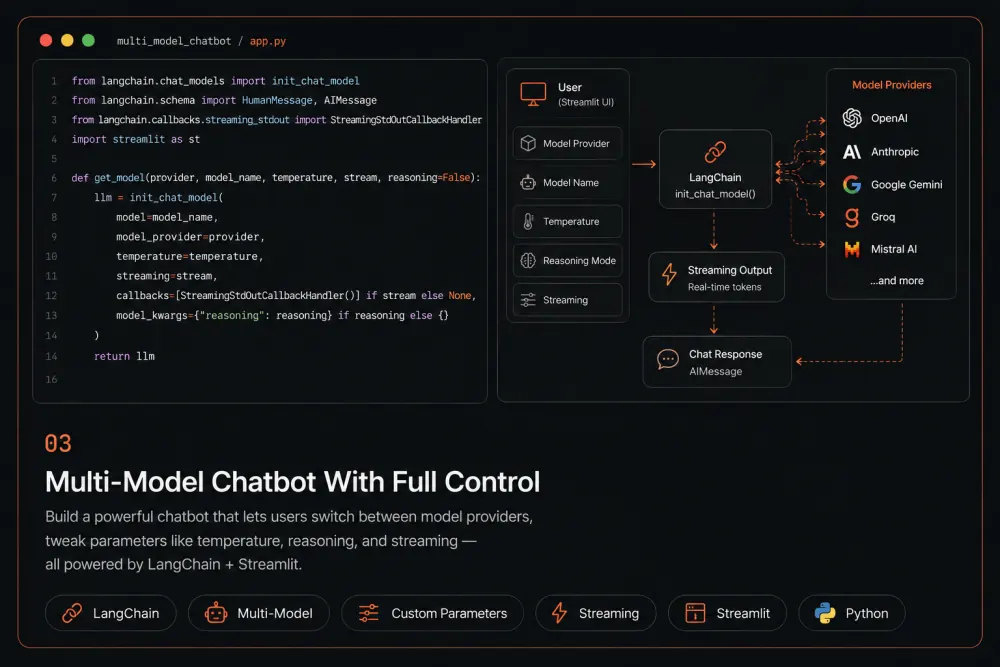 multi_model_chatbot / app.py
1 from langchain.chat_models import init_chat_model
2 from langchain.schema import HumanMessage, AIMessage
3 from langchain.callbacks.streaming_stdout import StreamingStdOutCallbackHandler
4 import streamlit as st
5
6 def get_model(provider, model_name, temperature, stream, reasoning=False):
7 llm = init_chat_model(
8 model=model_name,
9 model_provider=provider,
10 temperature=temperature,
11 streaming=stream,
12 callbacks=[StreamingStdOutCallbackHandler()] if stream else None,
13 model_kwargs={"reasoning": reasoning} if reasoning else {}
14 )
14 return llm
16
User
(Streamlit UI)
Model Provider
Model Name
Temperature
Reasoning Mode
Streaming
LangChain
init_chat_model()
Streaming Output
Real-time tokens
Chat Response
AIMessage
Model Providers
OpenAI
Anthropic
Google Gemini
Groq
Mistral AI
...and more
03
Multi-Model Chatbot With Full Control
Build a powerful chatbot that lets users switch between model providers,
tweak parameters like temperature, reasoning, and streaming —
all powered by LangChain + Streamlit.
LangChain
Multi-Model
Custom Parameters
Streaming
Streamlit
Python